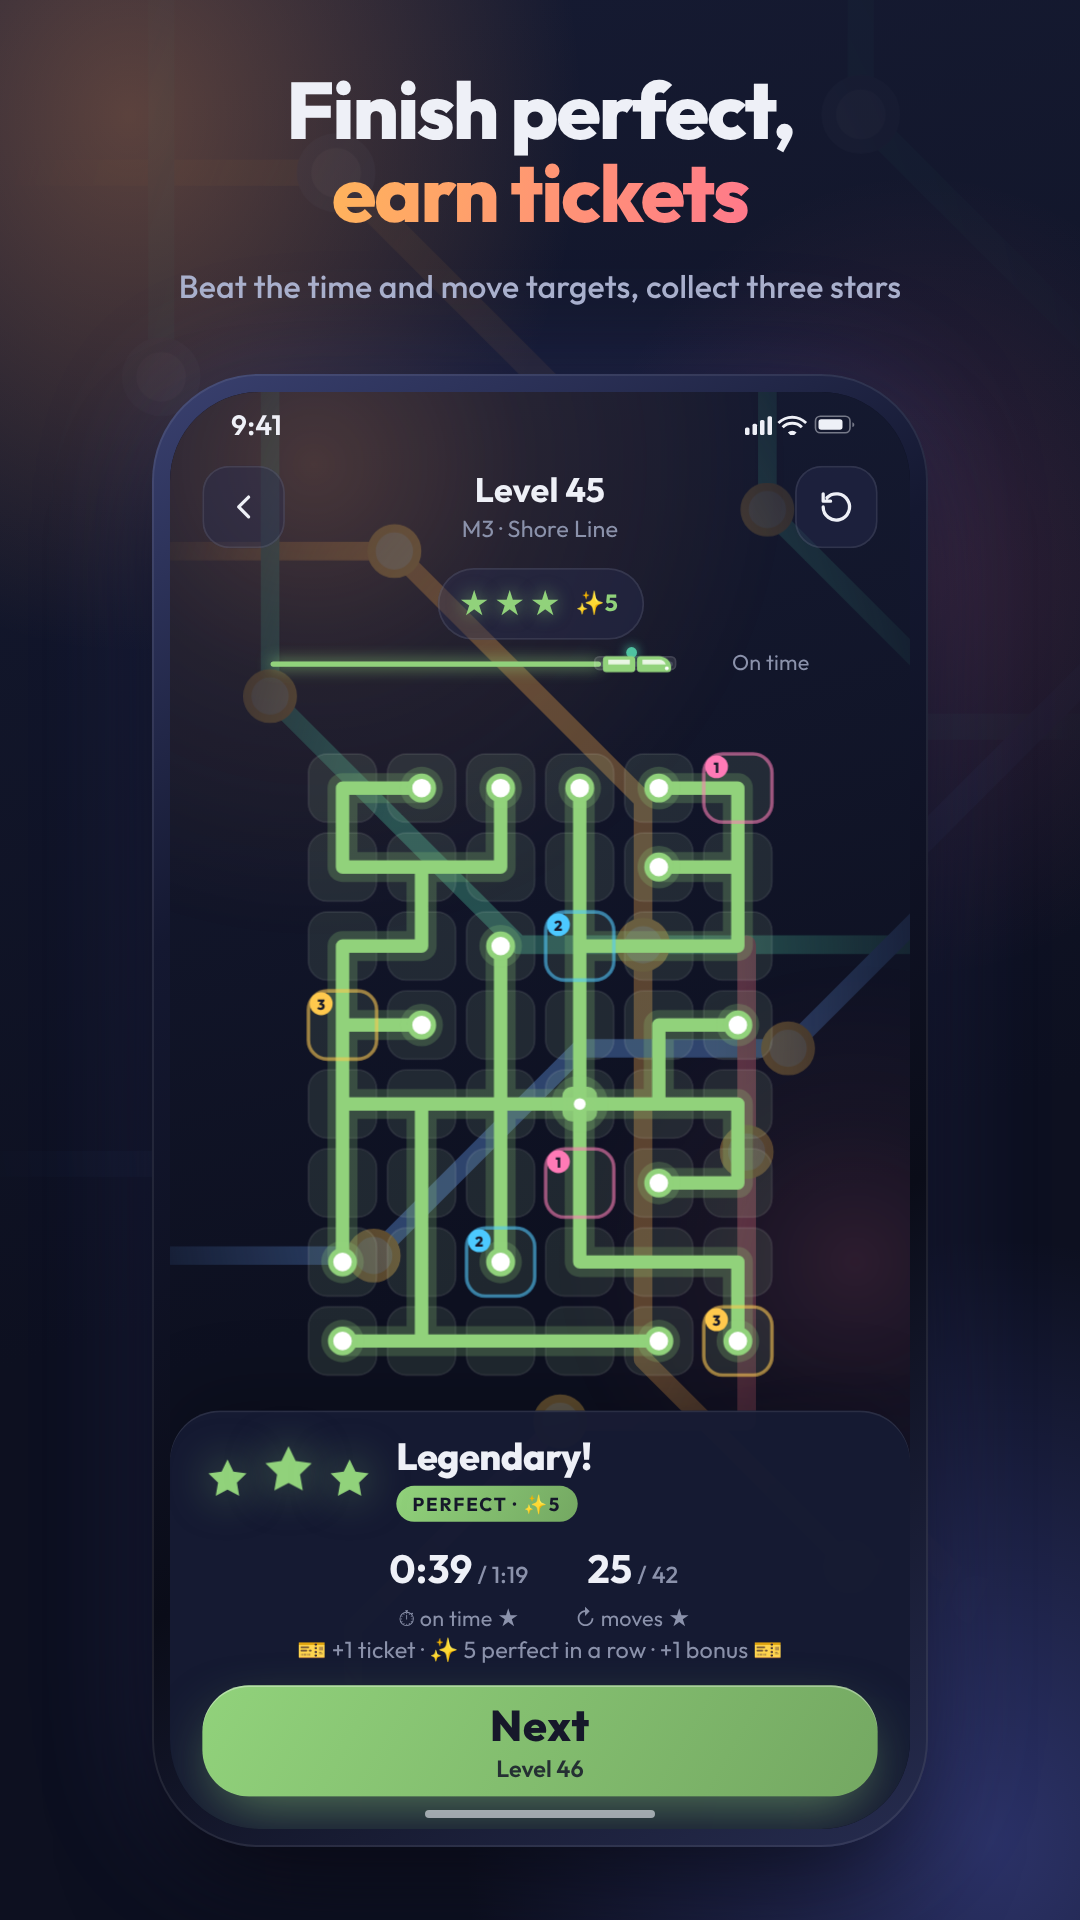 Finish perfect,
earn tickets
Beat the time and move targets, collect three stars
9:41
Level 45
M3 · Shore Line
★ ★ ★ ✨5
On time
1
2
3
1
2
3
Legendary!
PERFECT · ✨5
0:39 / 1:19 25 / 42
⏱ on time ★ ↻ moves ★
🎫 +1 ticket · ✨ 5 perfect in a row · +1 bonus 🎫
Next
Level 46